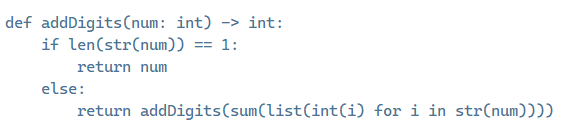 def addDigits(num: int) -> int:
    if len(str(num)) == 1:
        return num
    else:
        return addDigits(sum(list(int(i) for i in str(num))))